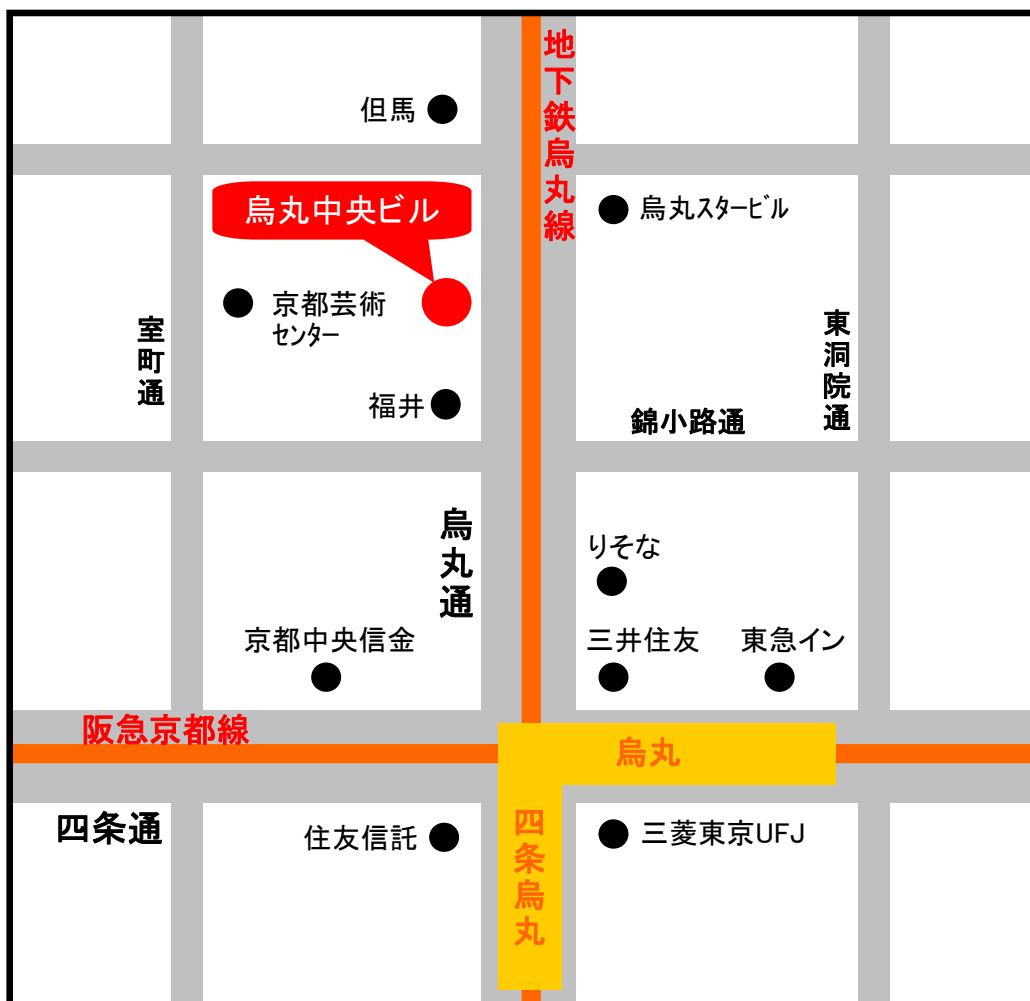 地下鉄烏丸線
但馬
烏丸中央ビル
烏丸スタービル
京都芸術
センター
室町通
東洞院通
福井
錦小路通
烏丸通
りそな
京都中央信金
三井住友
東急イン
阪急京都線
烏丸
四条通
住友信託
四条烏丸
三菱東京UFJ